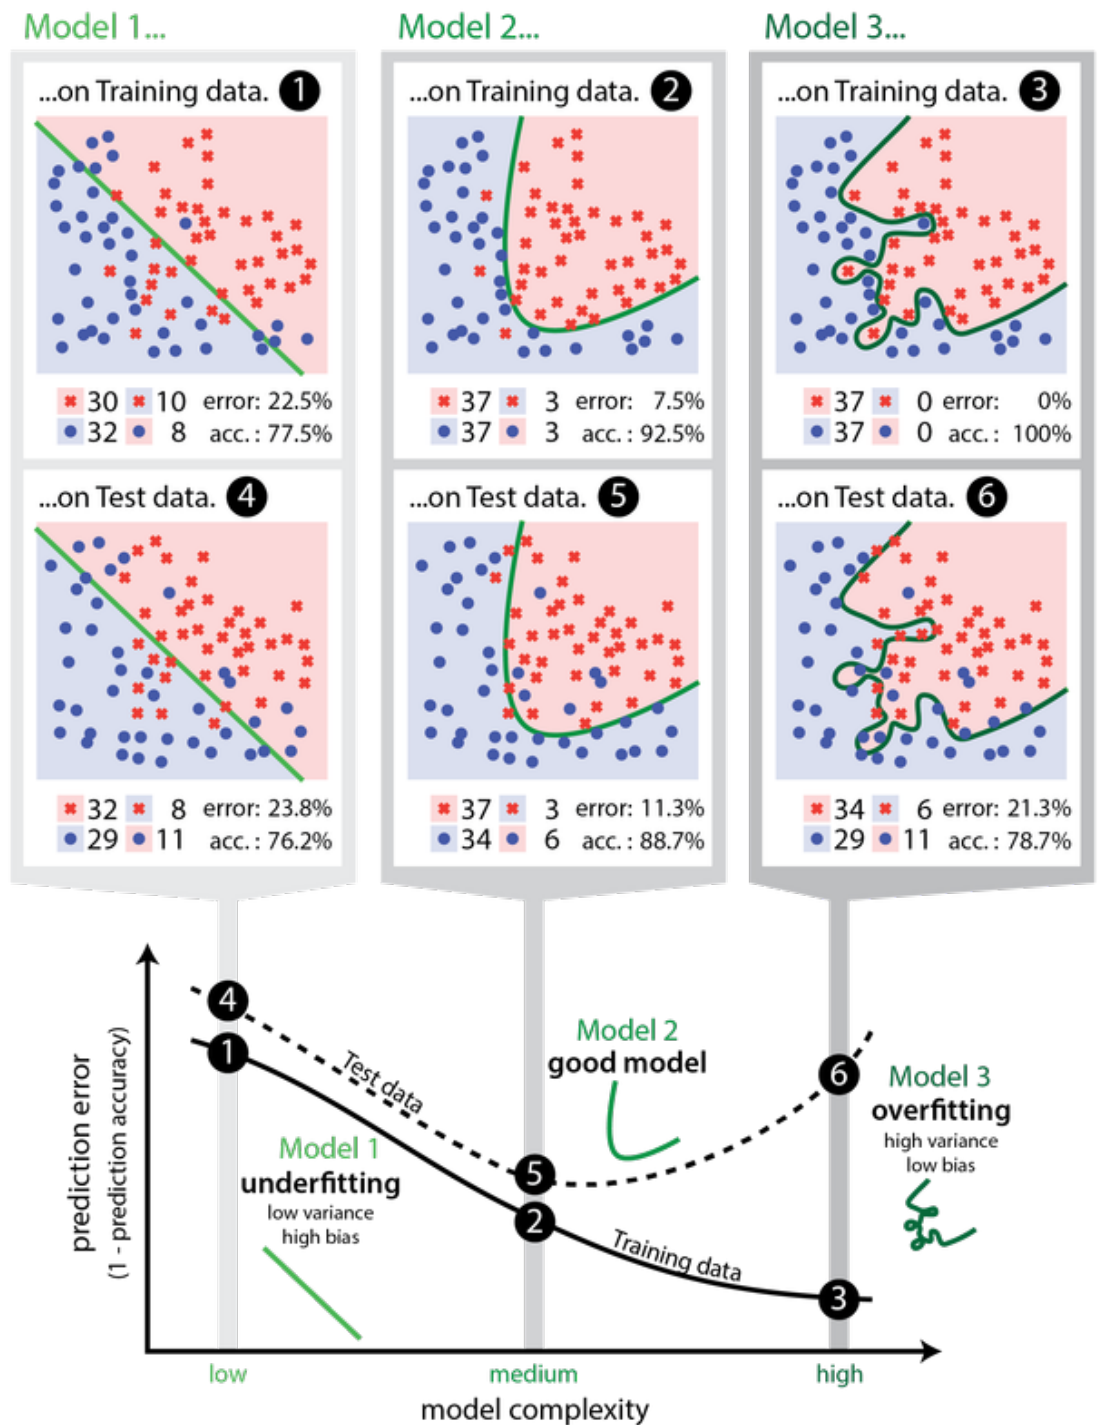 Model 1...
Model 2...
Model 3...
...on Training data. 1
...on Training data. 2
...on Training data. 3
30 10 error: 22.5%
32 8 acc. : 77.5%
37 3 error: 7.5%
37 3 acc. : 92.5%
37 0 error: 0%
37 0 acc. : 100%
...on Test data. 4
...on Test data. 5
...on Test data. 6
32 8 error: 23.8%
29 11 acc. : 76.2%
37 3 error: 11.3%
34 6 acc. : 88.7%
34 6 error: 21.3%
29 11 acc. : 78.7%
prediction error
(1 - prediction accuracy)
4
1
Test data
Model 1
underfitting
low variance
high bias
5
2
Model 2
good model
Training data
6
3
Model 3
overfitting
high variance
low bias
low
medium
high
model complexity